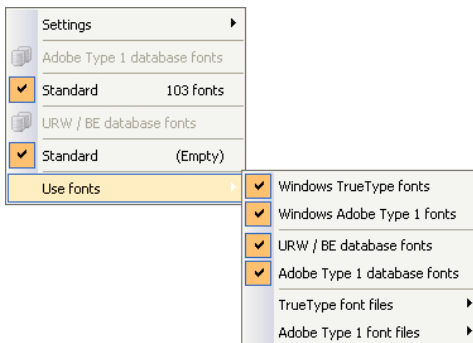 Settings
Adobe Type 1 database fonts
Standard 103 fonts
URW / BE database fonts
Standard (Empty)
Use fonts
Windows TrueType fonts
Windows Adobe Type 1 fonts
URW / BE database fonts
Adobe Type 1 database fonts
TrueType font files
Adobe Type 1 font files